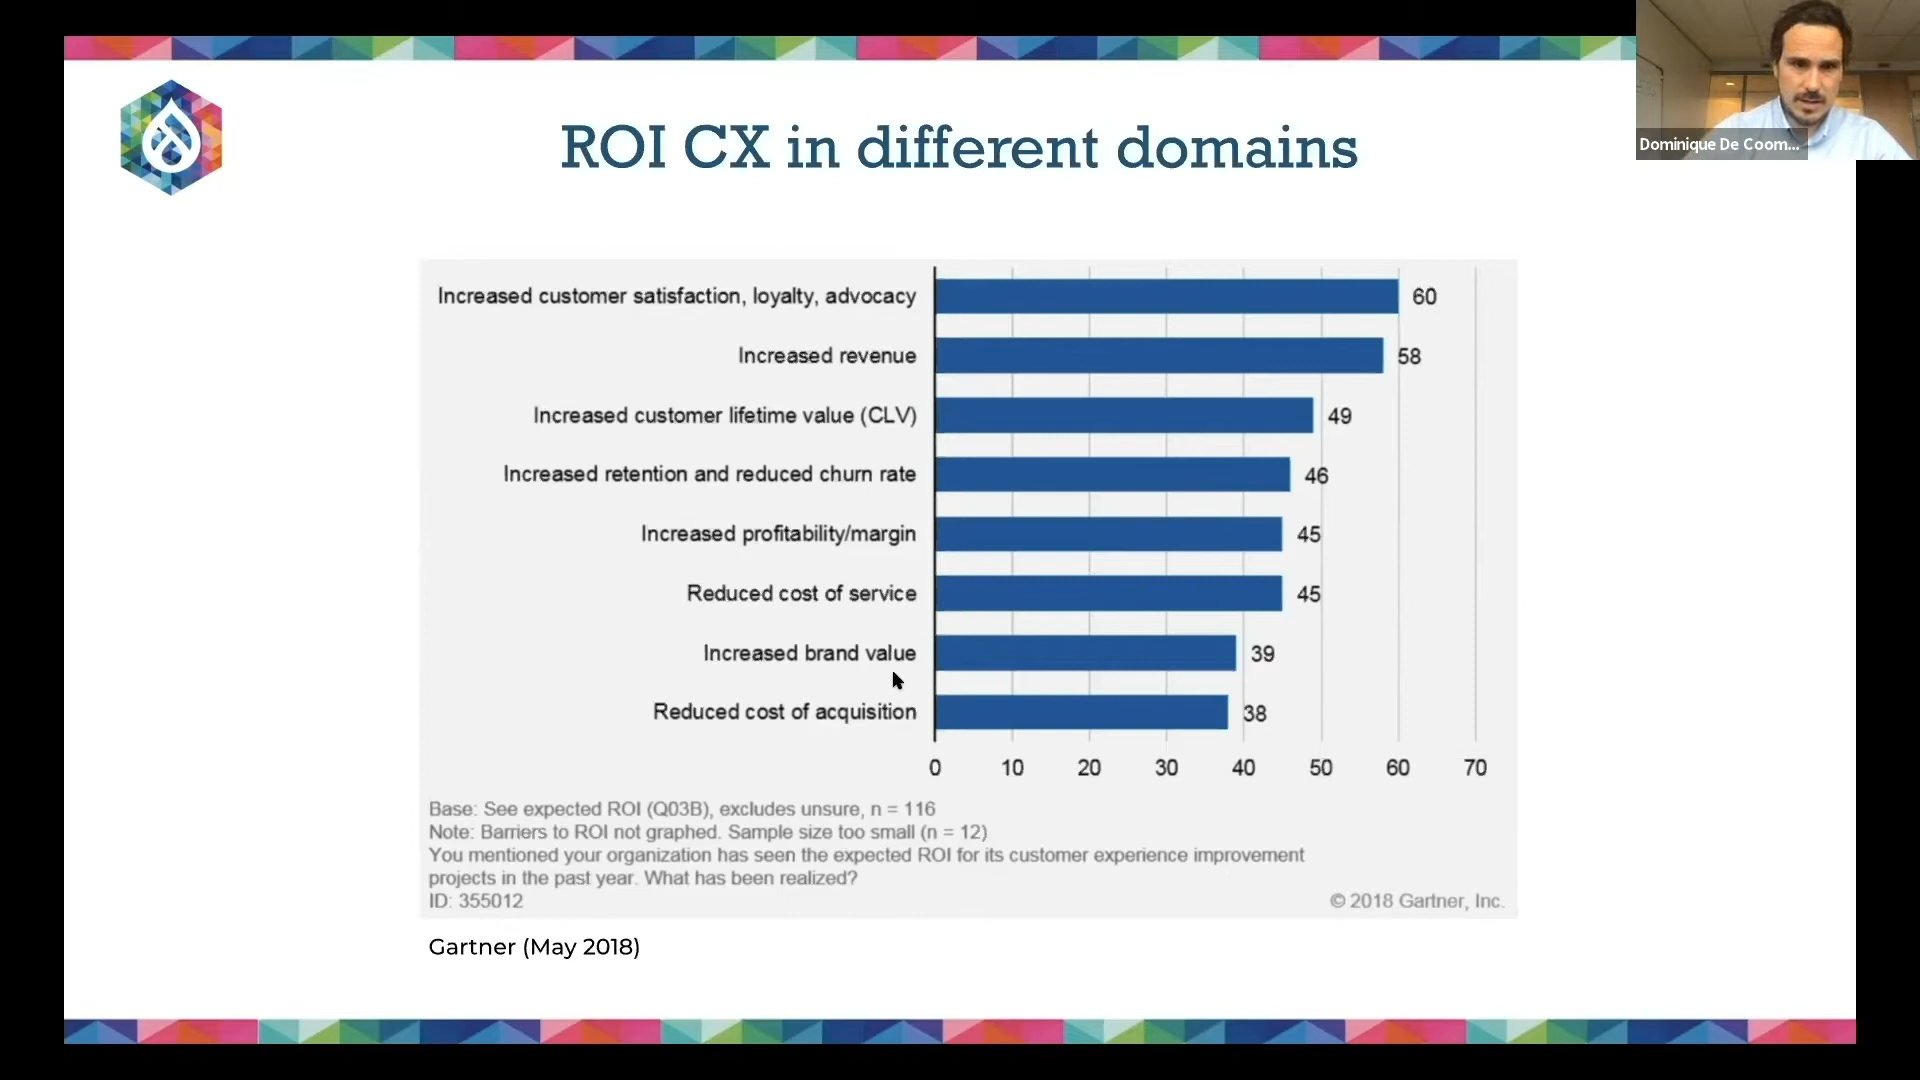 ROI CX in different domains
Dominique De Coom...
Increased customer satisfaction, loyalty, advocacy 60
Increased revenue 58
Increased customer lifetime value (CLV) 49
Increased retention and reduced churn rate 46
Increased profitability/margin 45
Reduced cost of service 45
Increased brand value 39
Reduced cost of acquisition 38
0 10 20 30 40 50 60 70
Base: See expected ROI (Q03B), excludes unsure, n = 116
Note: Barriers to ROI not graphed. Sample size too small (n = 12)
You mentioned your organization has seen the expected ROI for its customer experience improvement
projects in the past year. What has been realized?
ID: 355012 © 2018 Gartner, Inc.
Gartner (May 2018)